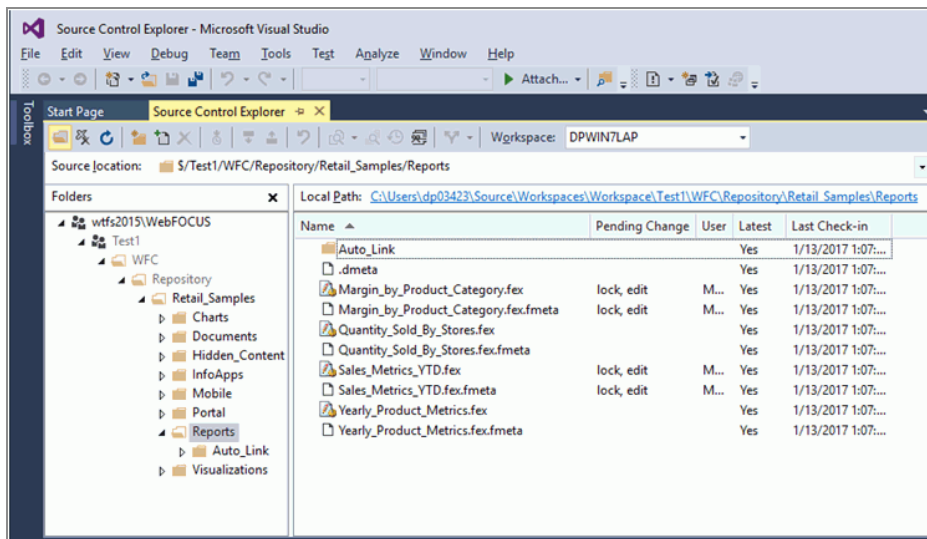 Source Control Explorer - Microsoft Visual Studio
File Edit View Debug Team Tools Test Analyze Window Help
Attach...
Toolbox
Start Page Source Control Explorer
Workspace: DPWIN7LAP
Source location: $/Test1/WFC/Repository/Retail_Samples/Reports
Folders
Local Path: C:\Users\dp03423\Source\Workspaces\Workspace\Test1\WFC\Repository\Retail_Samples\Reports
wtfs2015\WebFOCUS
Test1
WFC
Repository
Retail_Samples
Charts
Documents
Hidden_Content
InfoApps
Mobile
Portal
Reports
Auto_Link
Visualizations
Name Pending Change User Latest Last Check-in
Auto_Link Yes 1/13/2017 1:07:...
.dmeta Yes 1/13/2017 1:07:...
Margin_by_Product_Category.fex lock, edit M... Yes 1/13/2017 1:07:...
Margin_by_Product_Category.fex.fmeta lock, edit M... Yes 1/13/2017 1:07:...
Quantity_Sold_By_Stores.fex Yes 1/13/2017 1:07:...
Quantity_Sold_By_Stores.fex.fmeta Yes 1/13/2017 1:07:...
Sales_Metrics_YTD.fex lock, edit M... Yes 1/13/2017 1:07:...
Sales_Metrics_YTD.fex.fmeta lock, edit M... Yes 1/13/2017 1:07:...
Yearly_Product_Metrics.fex Yes 1/13/2017 1:07:...
Yearly_Product_Metrics.fex.fmeta Yes 1/13/2017 1:07:...